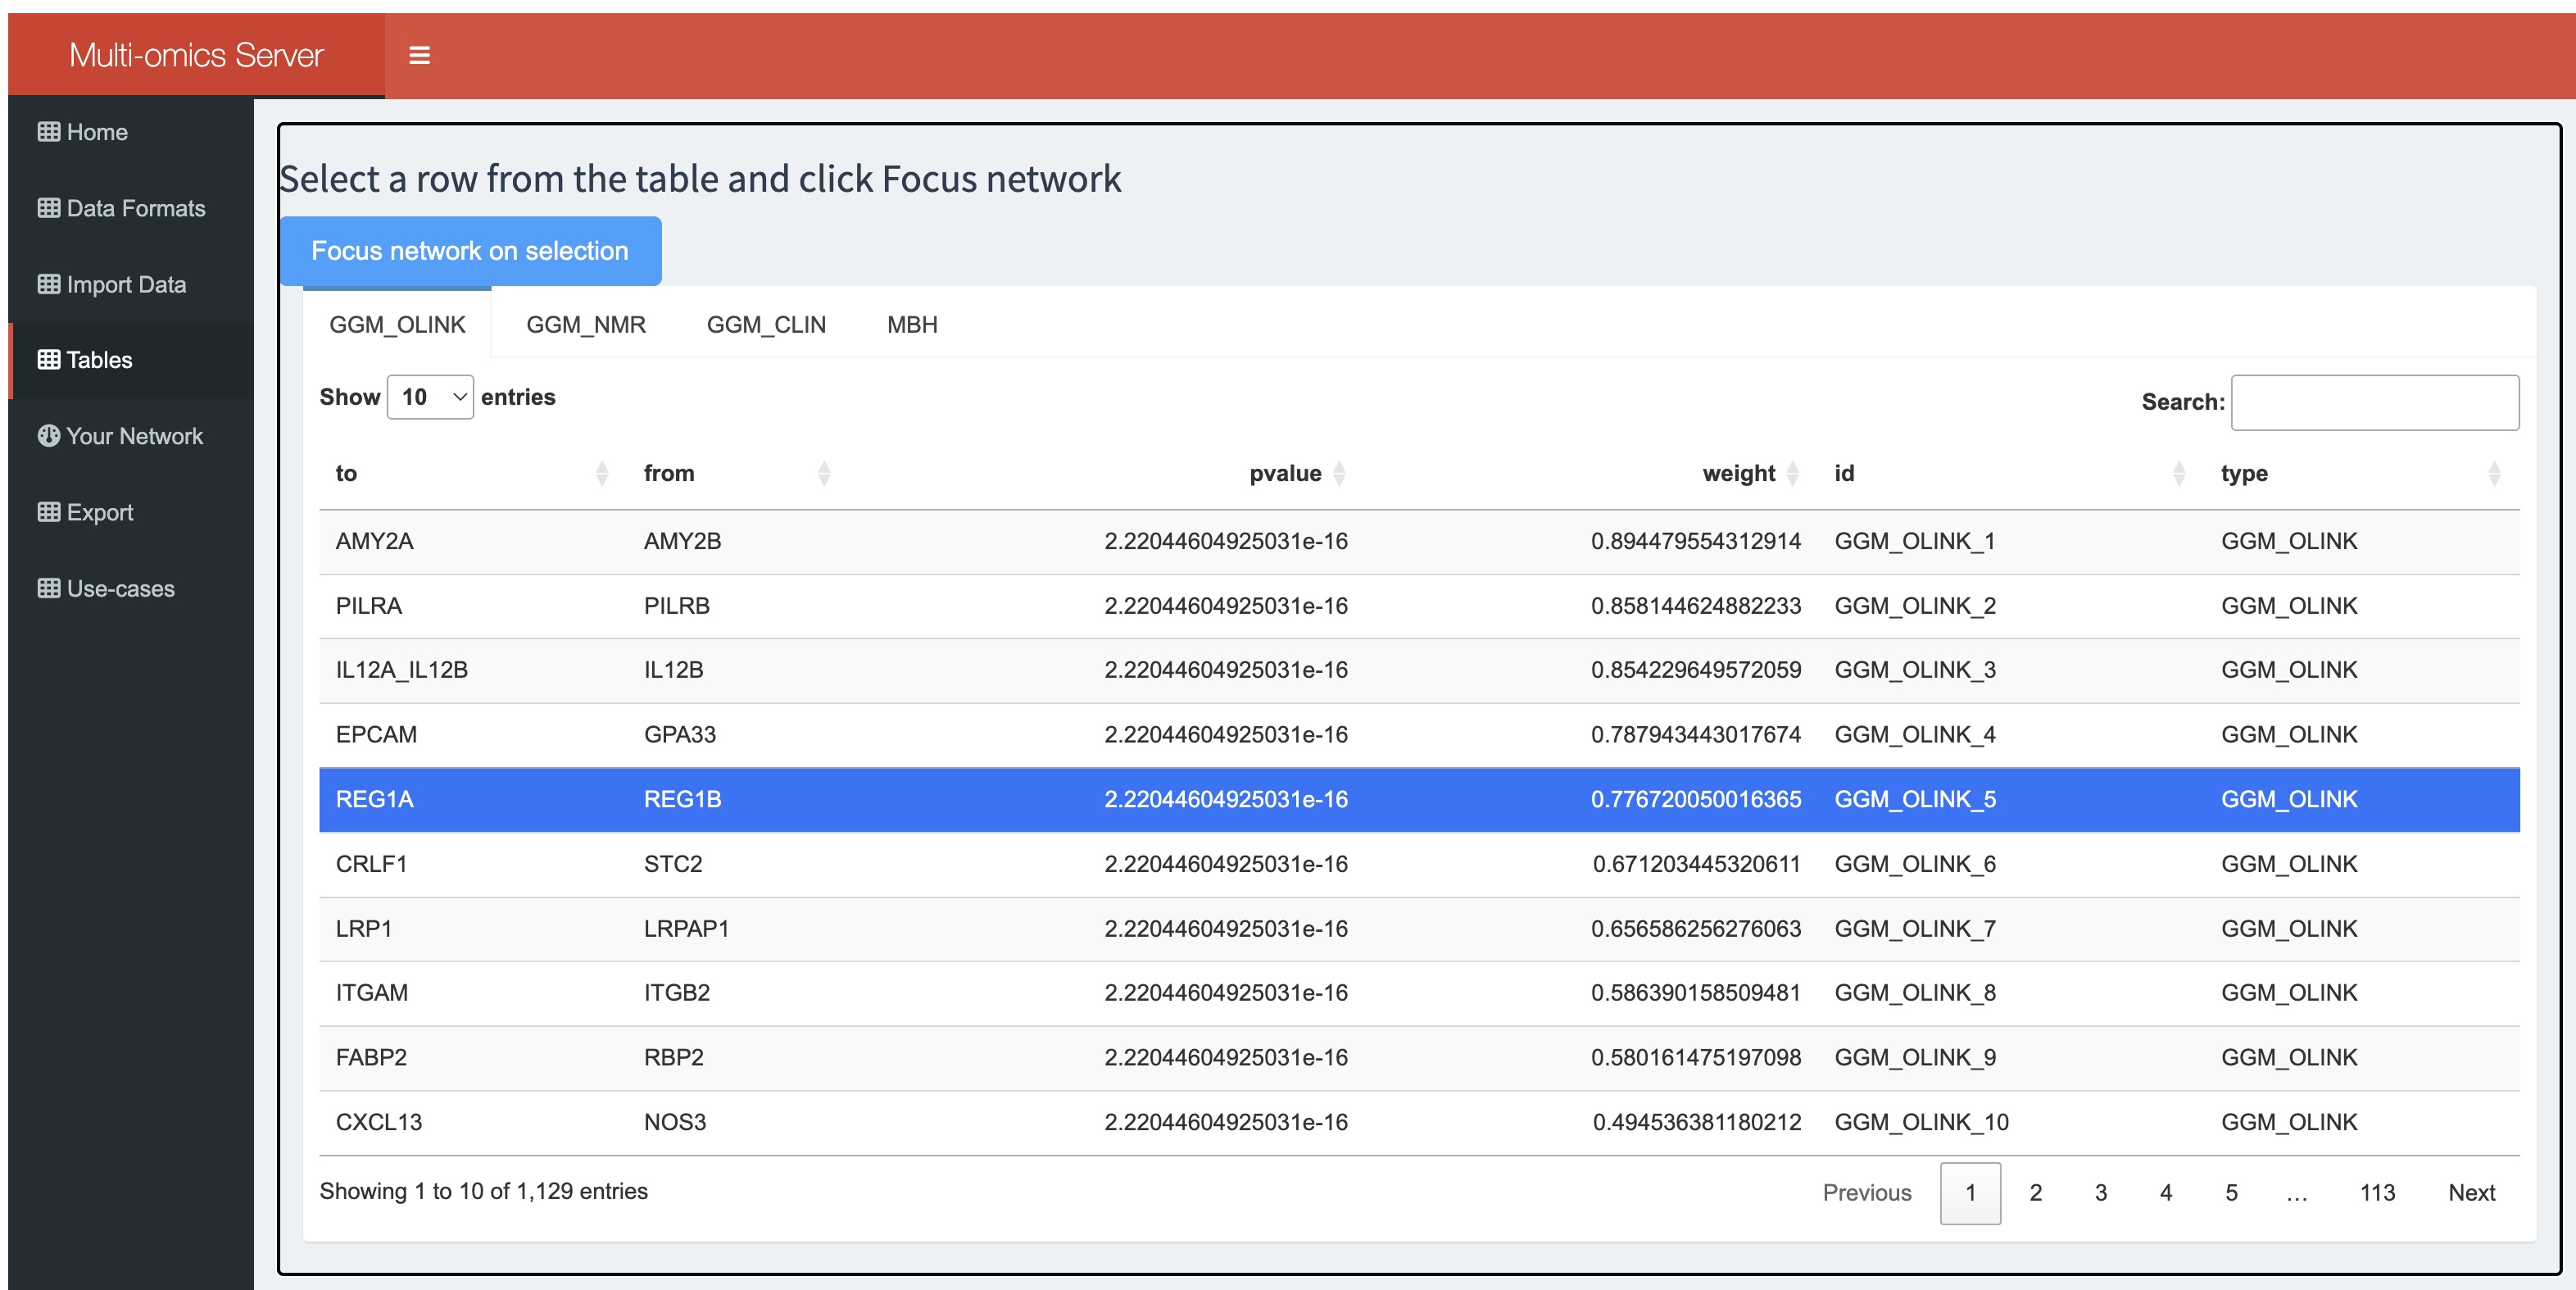 Multi-omics Server
Home
Data Formats
Import Data
Tables
Your Network
Export
Use-cases
Select a row from the table and click Focus network
Focus network on selection
GGM_OLINK GGM_NMR GGM_CLIN MBH
Show 10 entries Search:
to from pvalue weight id type
AMY2A AMY2B 2.22044604925031e-16 0.894479554312914 GGM_OLINK_1 GGM_OLINK
PILRA PILRB 2.22044604925031e-16 0.858144624882233 GGM_OLINK_2 GGM_OLINK
IL12A_IL12B IL12B 2.22044604925031e-16 0.854229649572059 GGM_OLINK_3 GGM_OLINK
EPCAM GPA33 2.22044604925031e-16 0.787943443017674 GGM_OLINK_4 GGM_OLINK
REG1A REG1B 2.22044604925031e-16 0.776720050016365 GGM_OLINK_5 GGM_OLINK
CRLF1 STC2 2.22044604925031e-16 0.671203445320611 GGM_OLINK_6 GGM_OLINK
LRP1 LRPAP1 2.22044604925031e-16 0.656586256276063 GGM_OLINK_7 GGM_OLINK
ITGAM ITGB2 2.22044604925031e-16 0.586390158509481 GGM_OLINK_8 GGM_OLINK
FABP2 RBP2 2.22044604925031e-16 0.580161475197098 GGM_OLINK_9 GGM_OLINK
CXCL13 NOS3 2.22044604925031e-16 0.494536381180212 GGM_OLINK_10 GGM_OLINK
Showing 1 to 10 of 1,129 entries Previous 1 2 3 4 5 ... 113 Next